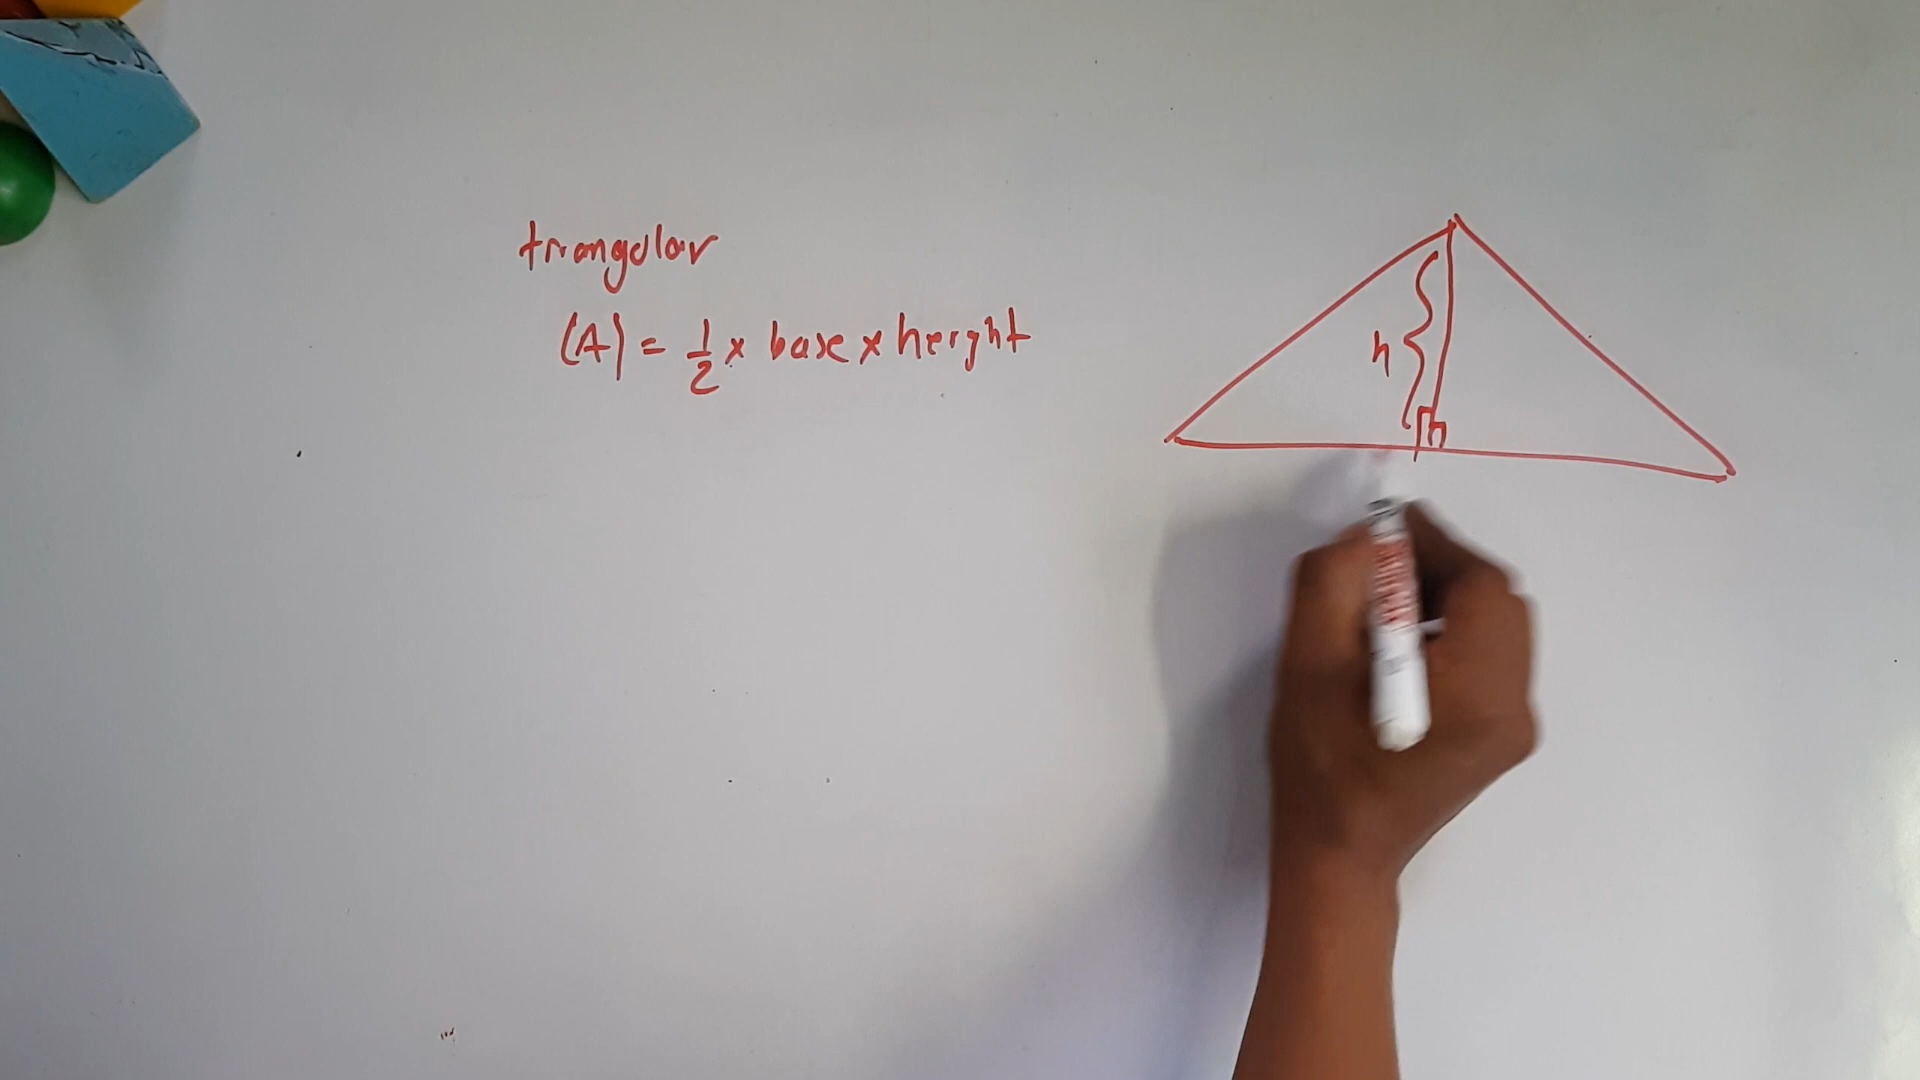 triangular
(A) = 1/2 x base x height
h